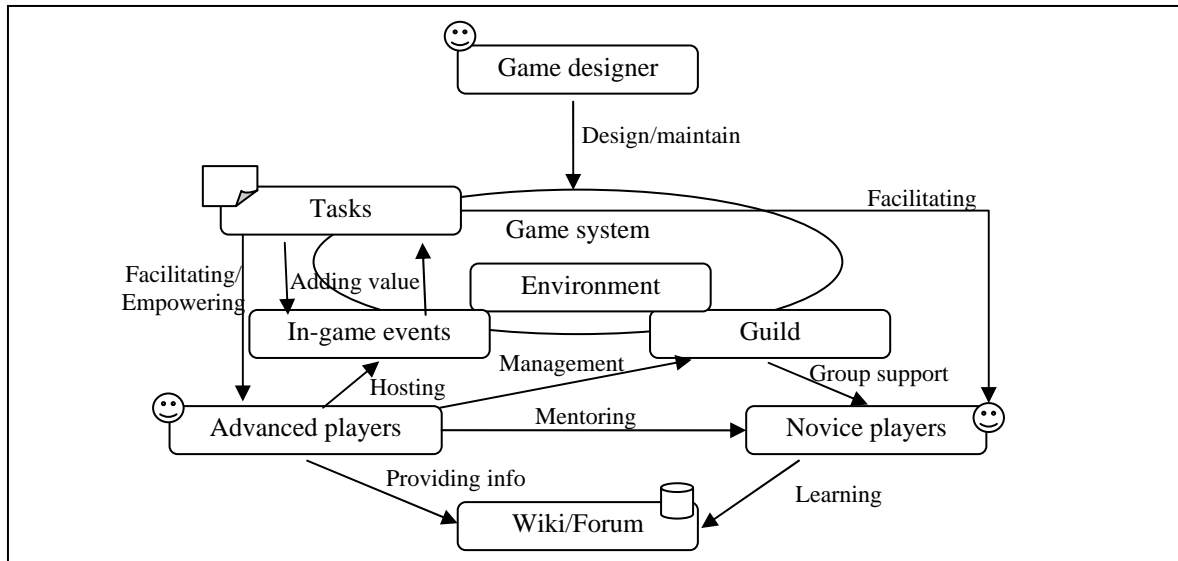 Game designer
Design/maintain
Tasks
Facilitating
Game system
Facilitating/
Empowering
Adding value
Environment
In-game events
Guild
Management
Hosting
Group support
Advanced players
Mentoring
Novice players
Providing info
Learning
Wiki/Forum